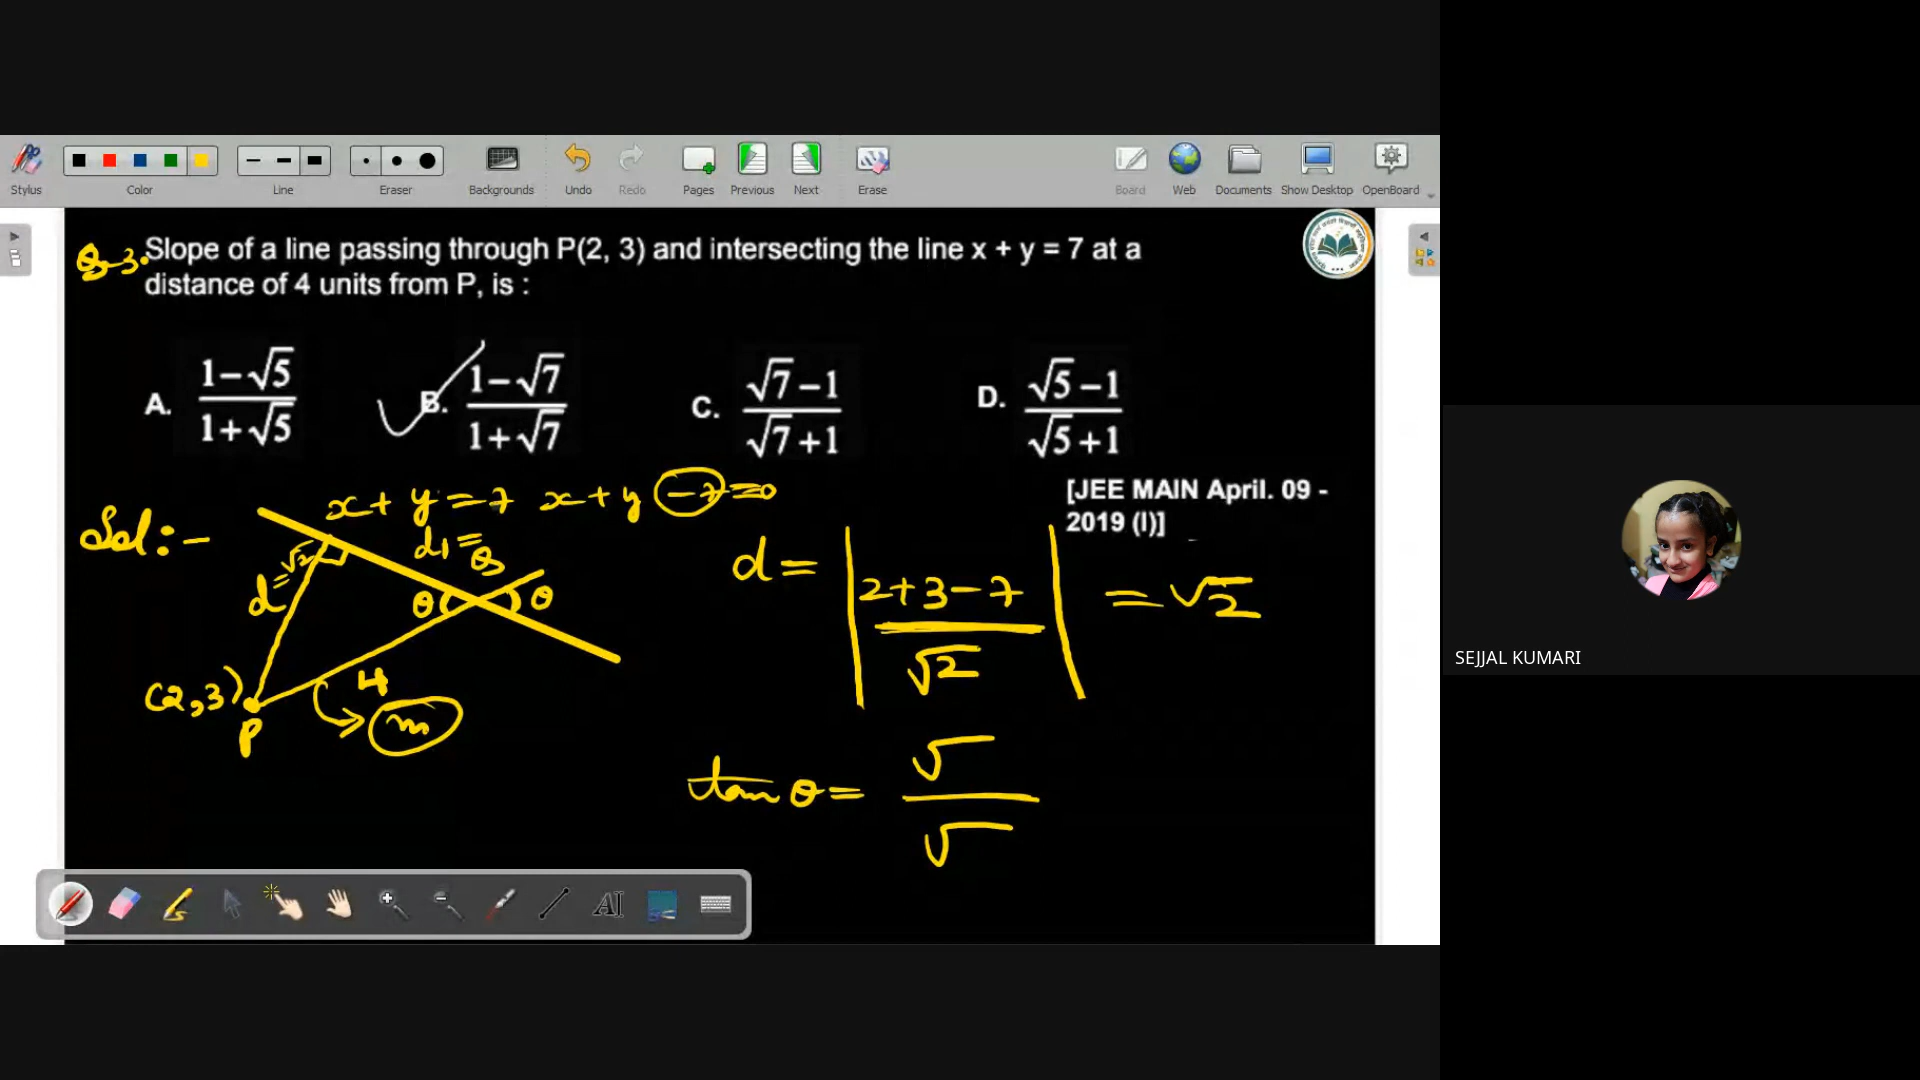 Stylus
Color
Line
Eraser
Backgrounds
Undo
Redo
Pages
Previous
Next
Erase
Board
Web
Documents
Show Desktop
OpenBoard
Q-3. Slope of a line passing through P(2, 3) and intersecting the line x + y = 7 at a
distance of 4 units from P, is :
A. (1−√5)/(1+√5)
B. (1−√7)/(1+√7)
C. (√7−1)/(√7+1)
D. (√5−1)/(√5+1)
[JEE MAIN April. 09 -
2019 (I)]
Sol:-
x + y = 7 x + y −7=0
d₁=
d=√2
θ θ
(2,3)
P
4
m
d = |(2+3−7)/√2| = √2
tan θ = √/√
AI
SEJJAL KUMARI